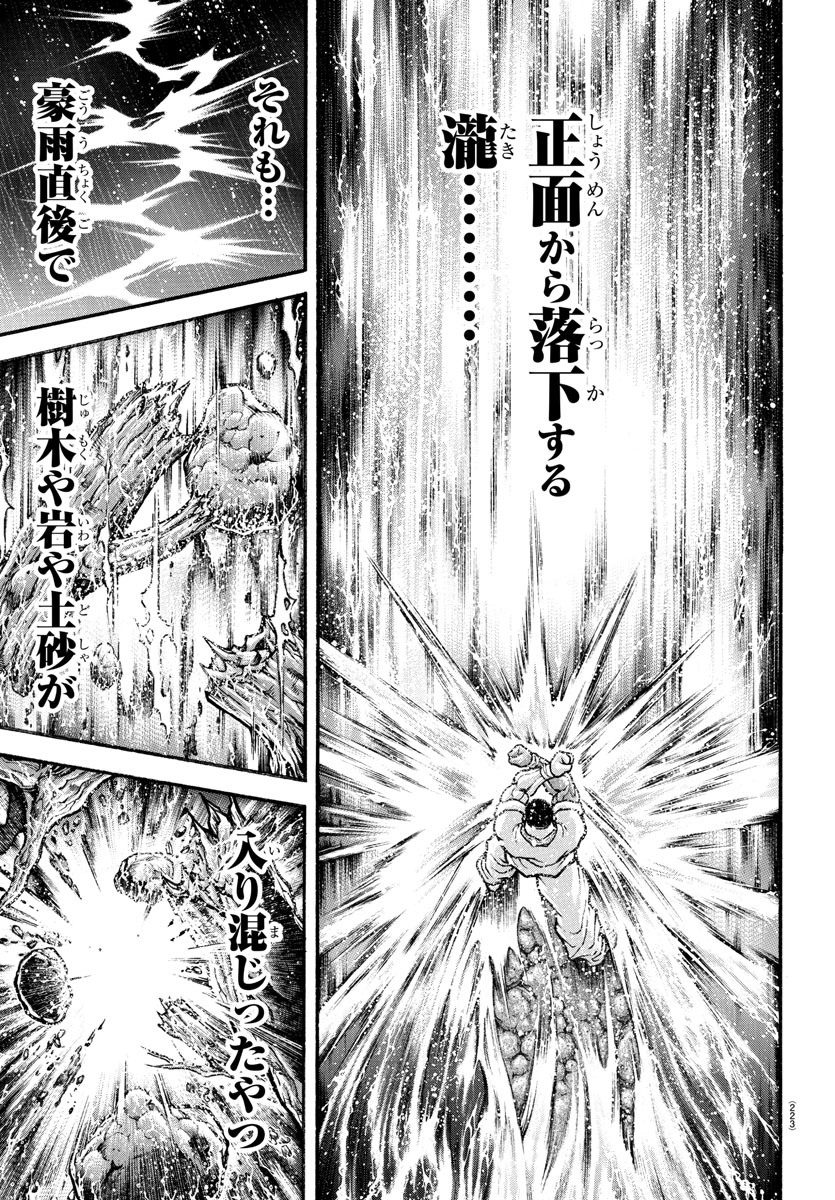 正面から落下する
瀧………
それも…
豪雨直後で
樹木や岩や土砂が
入り混じったやつ
(223)